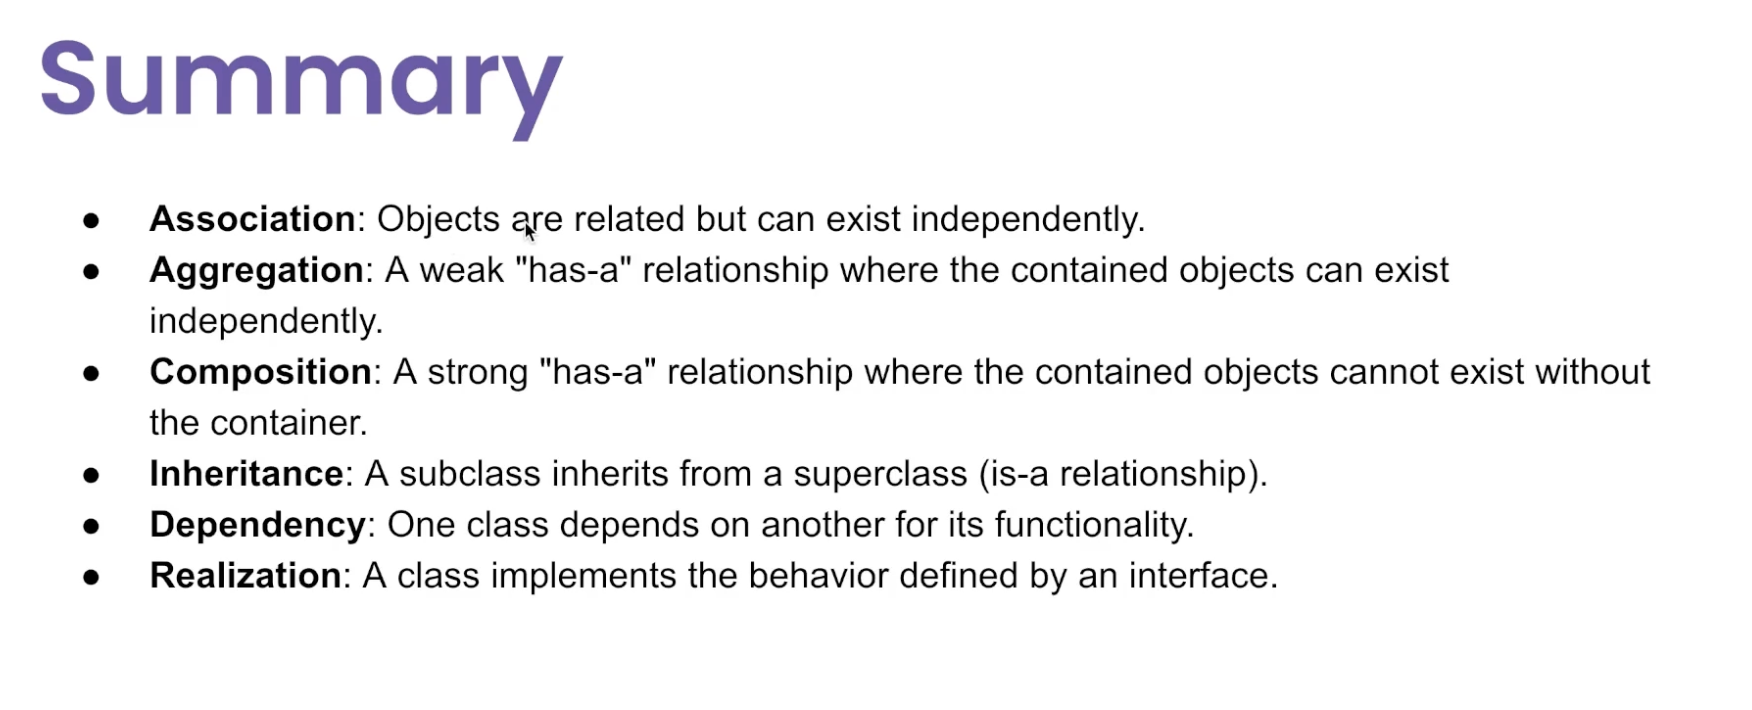 Summary
● Association: Objects are related but can exist independently.
● Aggregation: A weak "has-a" relationship where the contained objects can exist
independently.
● Composition: A strong "has-a" relationship where the contained objects cannot exist without
the container.
● Inheritance: A subclass inherits from a superclass (is-a relationship).
● Dependency: One class depends on another for its functionality.
● Realization: A class implements the behavior defined by an interface.